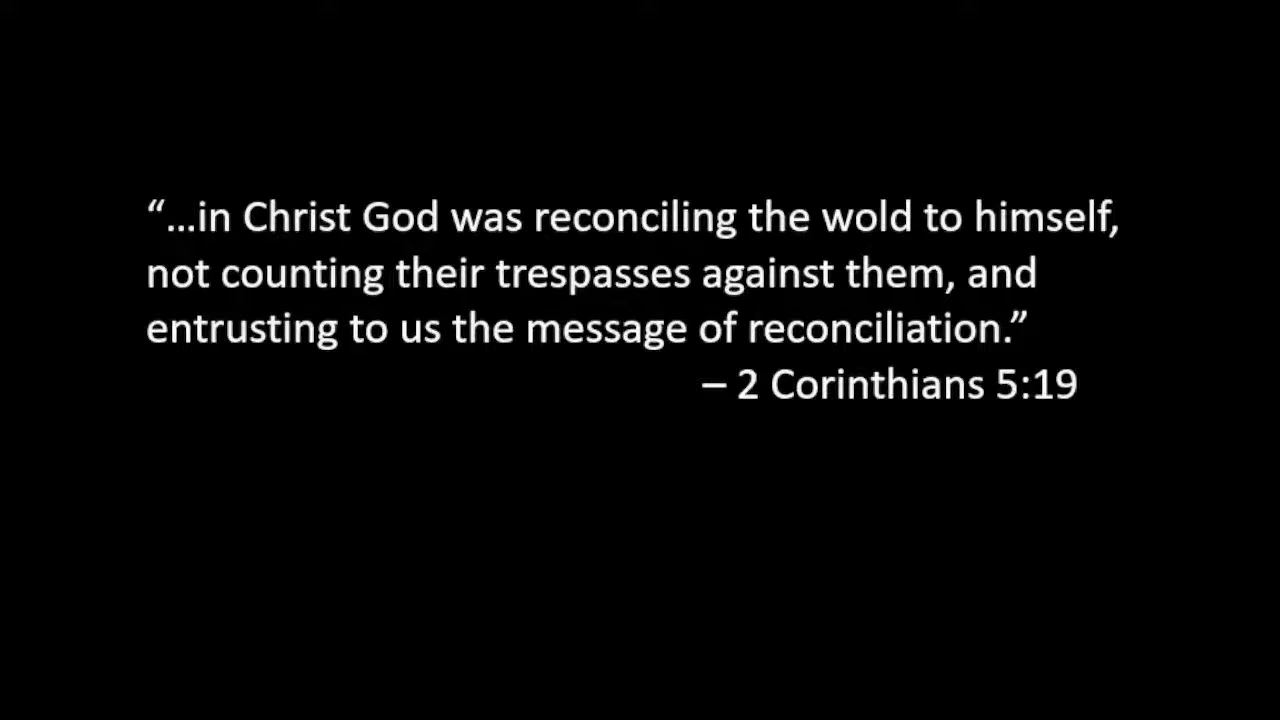 “…in Christ God was reconciling the wold to himself,
not counting their trespasses against them, and
entrusting to us the message of reconciliation.”
– 2 Corinthians 5:19